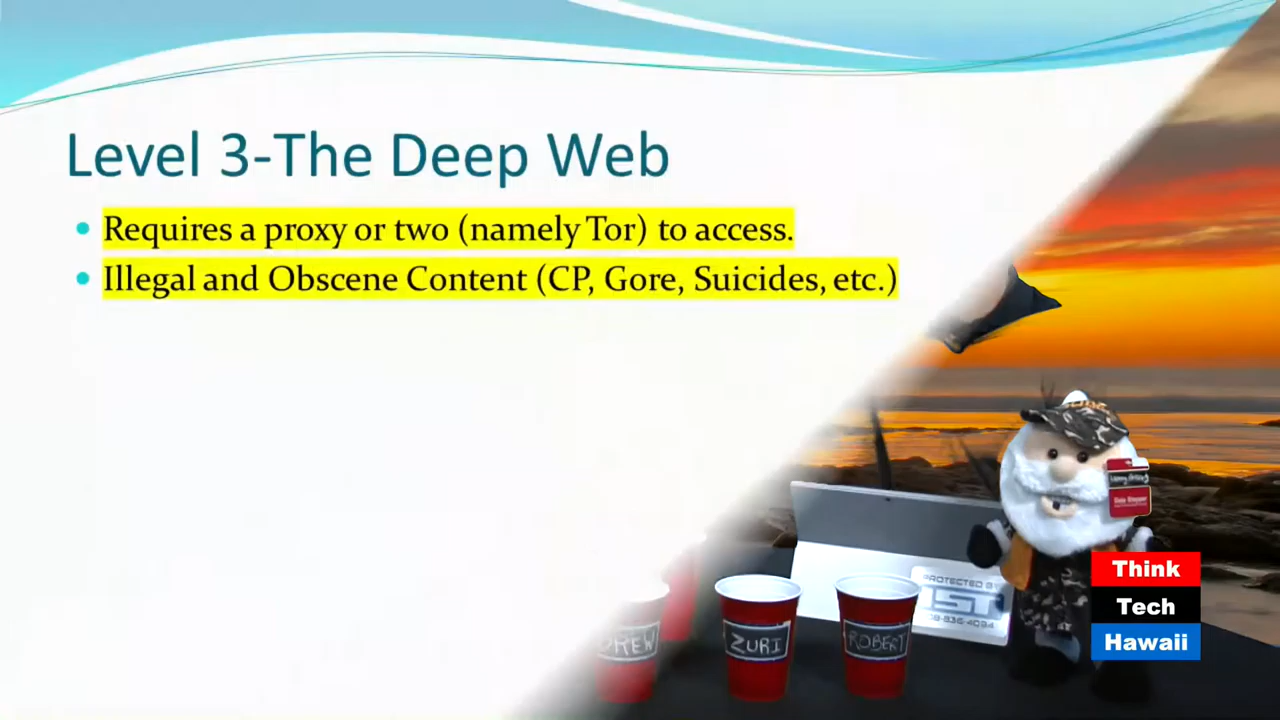 Level 3-The Deep Web
Requires a proxy or two (namely Tor) to access.
Illegal and Obscene Content (CP, Gore, Suicides, etc.)
PROTECTED BY
DREW
ZURI
ROBERT
Think
Tech
Hawaii